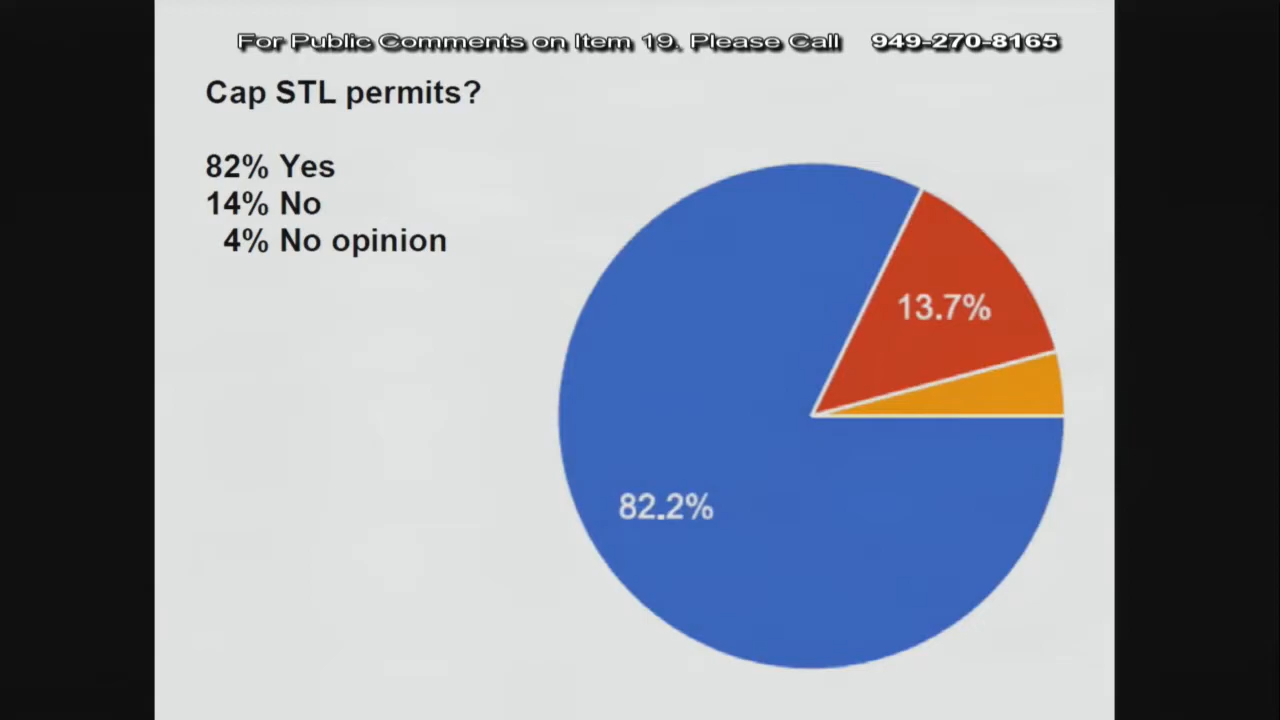 For Public Comments on Item 19, Please Call 949-270-8165
Cap STL permits?
82% Yes
14% No
4% No opinion
13.7%
82.2%